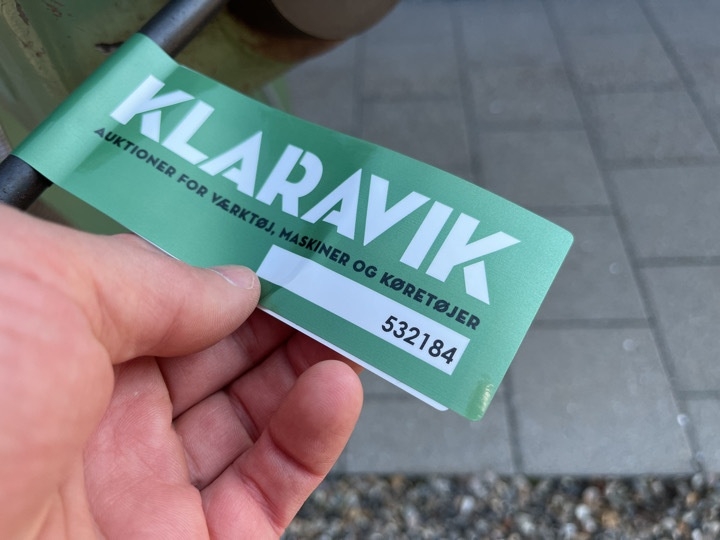 KLARAVIK
AUKTIONER FOR VÆRKTØJ, MASKINER OG KØRETØJER
532184